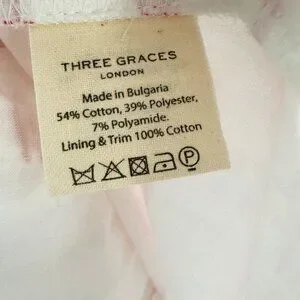 THREE GRACES
LONDON
Made in Bulgaria
54% Cotton, 39% Polyester,
7% Polyamide.
Lining & Trim 100% Cotton
P